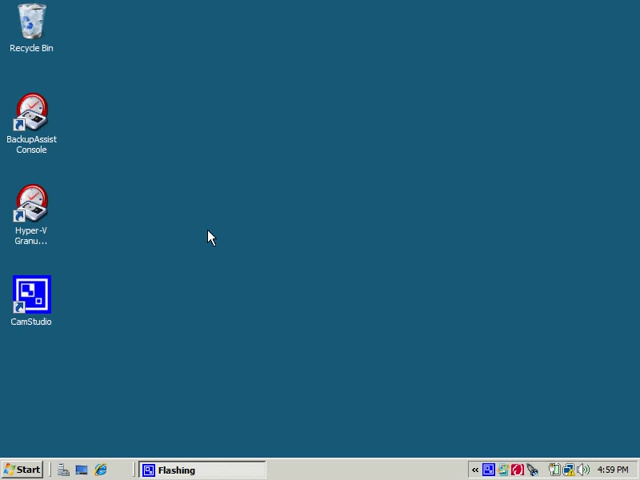 Recycle Bin
BackupAssist
Console
Hyper-V
Granu...
CamStudio
Start
Flashing
4:59 PM